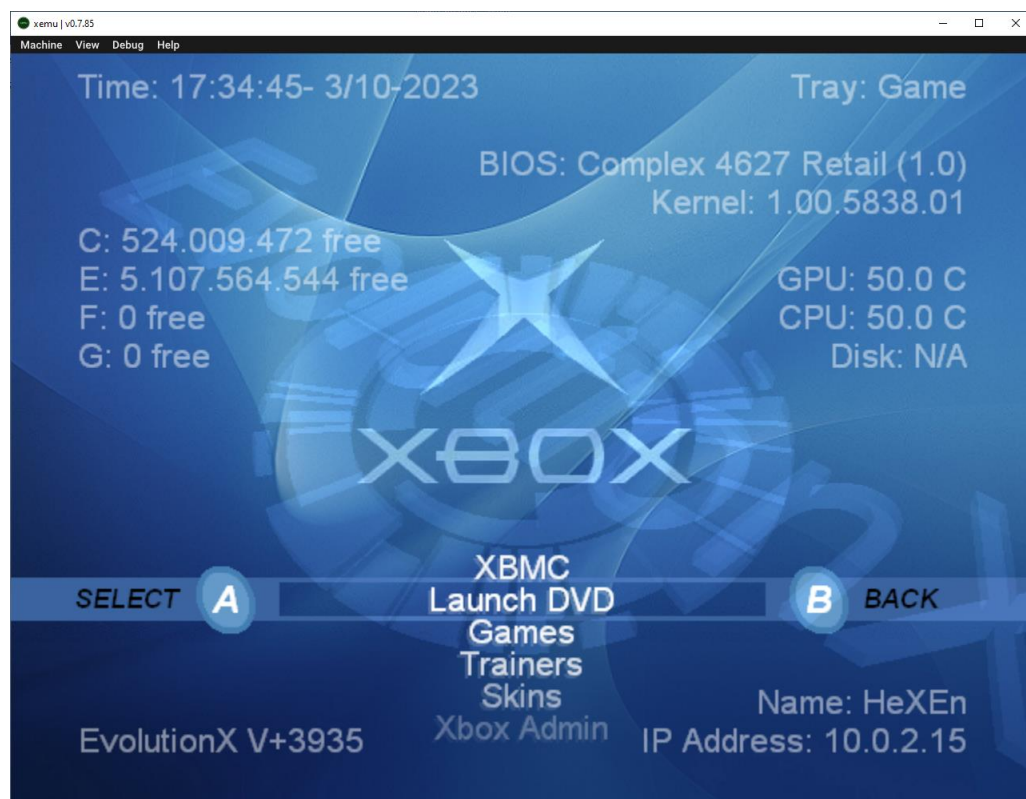 xemu | v0.7.85
Machine View Debug Help
Time: 17:34:45- 3/10-2023
Tray: Game
BIOS: Complex 4627 Retail (1.0)
Kernel: 1.00.5838.01
C: 524.009.472 free
E: 5.107.564.544 free
F: 0 free
G: 0 free
GPU: 50.0 C
CPU: 50.0 C
Disk: N/A
XBOX
XBMC
SELECT A Launch DVD B BACK
Games
Trainers
Skins
Xbox Admin
Name: HeXEn
EvolutionX V+3935
IP Address: 10.0.2.15